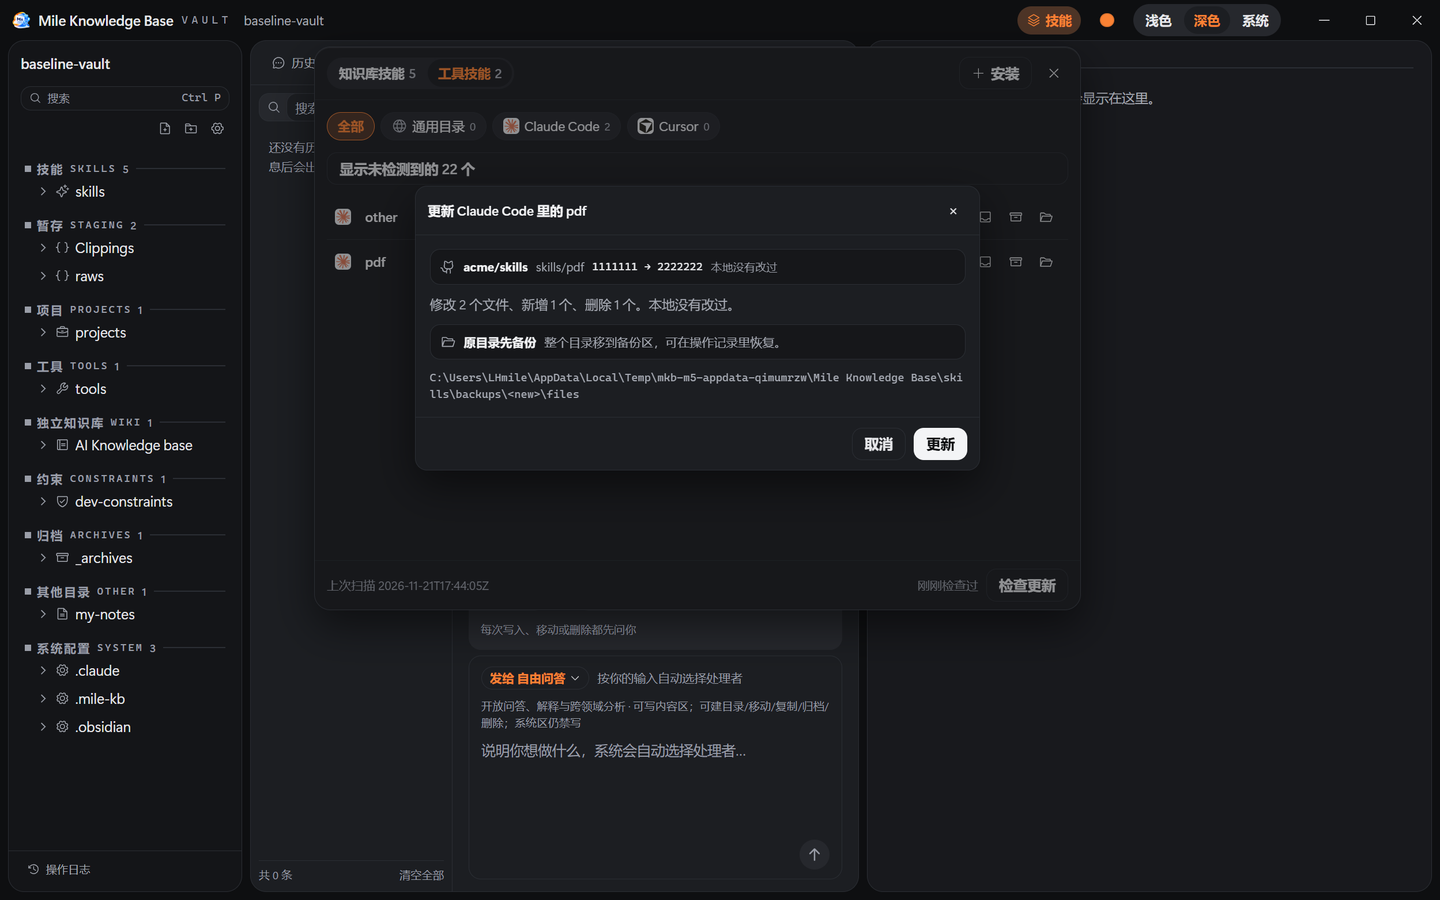 Mile Knowledge Base VAULT baseline-vault
技能
浅色 深色 系统
baseline-vault
搜索 Ctrl P
技能 SKILLS 5
skills
暂存 STAGING 2
Clippings
raws
项目 PROJECTS 1
projects
工具 TOOLS 1
tools
独立知识库 WIKI 1
AI Knowledge base
约束 CONSTRAINTS 1
dev-constraints
归档 ARCHIVES 1
_archives
其他目录 OTHER 1
my-notes
系统配置 SYSTEM 3
.claude
.mile-kb
.obsidian
操作日志
历史
搜索
还没有历
息后会出
共 0 条 清空全部
知识库技能 5 工具技能 2 安装
全部 通用目录 0 Claude Code 2 Cursor 0
显示未检测到的 22 个
other
pdf
更新 Claude Code 里的 pdf
acme/skills skills/pdf 1111111 → 2222222 本地没有改过
修改 2 个文件、新增 1 个、删除 1 个。本地没有改过。
原目录先备份 整个目录移到备份区，可在操作记录里恢复。
C:\Users\LHmile\AppData\Local\Temp\mkb-m5-appdata-qimumrzw\Mile Knowledge Base\ski
lls\backups\<new>\files
取消 更新
上次扫描 2026-11-21T17:44:05Z 刚刚检查过 检查更新
每次写入、移动或删除都先问你
发给 自由问答 按你的输入自动选择处理者
开放问答、解释与跨领域分析 · 可写内容区；可建目录/移动/复制/归档/
删除；系统区仍禁写
说明你想做什么，系统会自动选择处理者...
显示在这里。